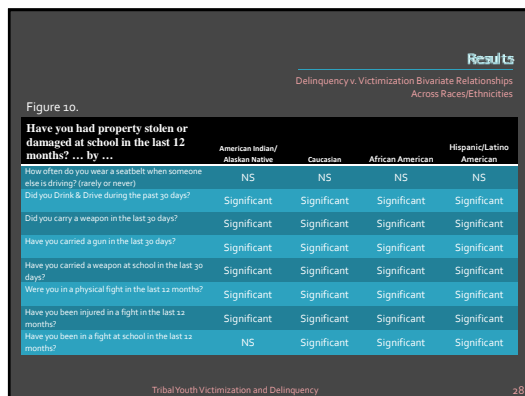 Results
Delinquency v. Victimization Bivariate Relationships
Across Races/Ethnicities
Figure 10.
Have you had property stolen or
damaged at school in the last 12
months? … by …
American Indian/
Alaskan Native
Caucasian
African American
Hispanic/Latino
American
How often do you wear a seatbelt when someone
else is driving? (rarely or never)
NS NS NS NS
Did you Drink & Drive during the past 30 days?
Significant Significant Significant Significant
Did you carry a weapon in the last 30 days?
Significant Significant Significant Significant
Have you carried a gun in the last 30 days?
Significant Significant Significant Significant
Have you carried a weapon at school in the last 30
days?
Significant Significant Significant Significant
Were you in a physical fight in the last 12 months?
Significant Significant Significant Significant
Have you been injured in a fight in the last 12
months?
Significant Significant Significant Significant
Have you been in a fight at school in the last 12
months?
NS Significant Significant Significant
Tribal Youth Victimization and Delinquency 28